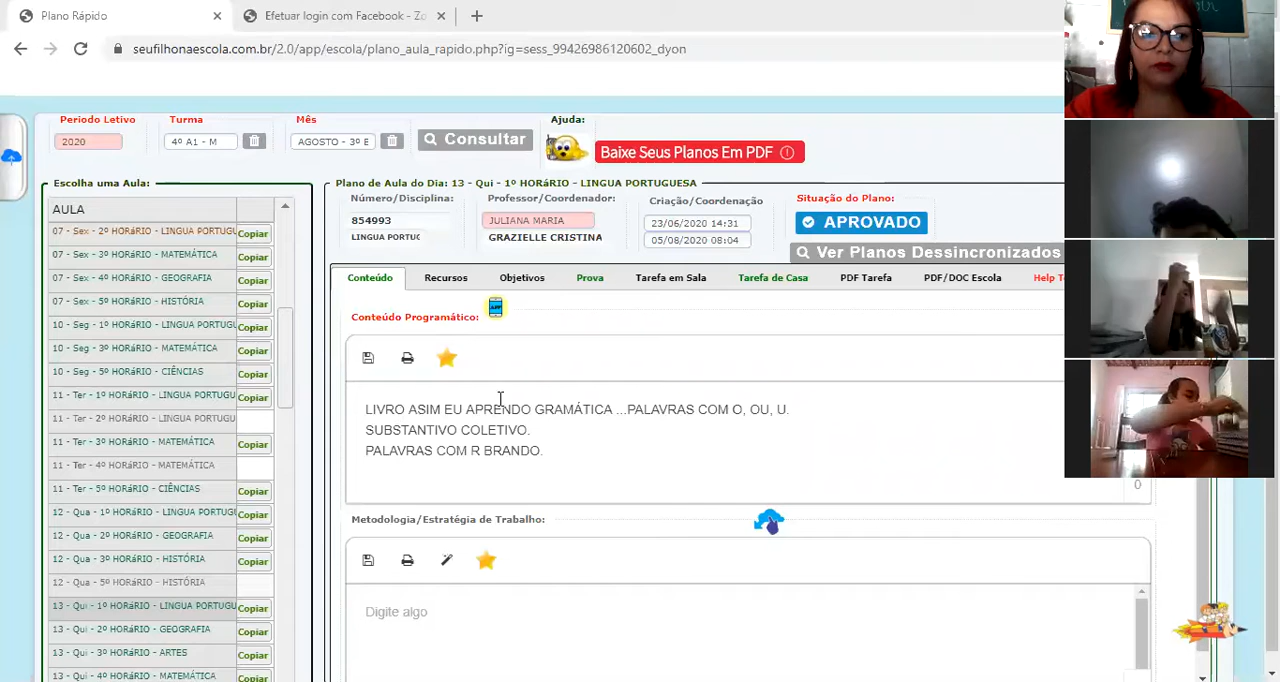 Plano Rápido
Efetuar login com Facebook - Zo
seufilhonaescola.com.br/2.0/app/escola/plano_aula_rapido.php?ig=sess_99426986120602_dyon
Periodo Letivo
Turma
Mês
2020
4º A1 - M
AGOSTO - 3º E
Consultar
Ajuda:
Baixe Seus Planos Em PDF
Escolha uma Aula:
AULA
07 - Sex - 2º HORáRIO - LINGUA PORTUGU Copiar
07 - Sex - 3º HORáRIO - MATEMÁTICA Copiar
07 - Sex - 4º HORáRIO - GEOGRAFIA Copiar
07 - Sex - 5º HORáRIO - HISTÓRIA Copiar
10 - Seg - 1º HORáRIO - LINGUA PORTUGU Copiar
10 - Seg - 3º HORáRIO - MATEMÁTICA Copiar
10 - Seg - 5º HORáRIO - CIÊNCIAS Copiar
11 - Ter - 1º HORáRIO - LINGUA PORTUGU Copiar
11 - Ter - 2º HORáRIO - LINGUA PORTUGU
11 - Ter - 3º HORáRIO - MATEMÁTICA Copiar
11 - Ter - 4º HORáRIO - MATEMÁTICA
11 - Ter - 5º HORáRIO - CIÊNCIAS Copiar
12 - Qua - 1º HORáRIO - LINGUA PORTUGU Copiar
12 - Qua - 2º HORáRIO - GEOGRAFIA Copiar
12 - Qua - 3º HORáRIO - HISTÓRIA Copiar
12 - Qua - 5º HORáRIO - HISTÓRIA
13 - Qui - 1º HORáRIO - LINGUA PORTUGU Copiar
13 - Qui - 2º HORáRIO - GEOGRAFIA Copiar
13 - Qui - 3º HORáRIO - ARTES Copiar
13 - Qui - 4º HORáRIO - MATEMÁTICA Copiar
Plano de Aula do Dia: 13 - Qui - 1º HORáRIO - LINGUA PORTUGUESA
Número/Disciplina:
Professor/Coordenador:
Criação/Coordenação
Situação do Plano:
854993
JULIANA MARIA
23/06/2020 14:31
APROVADO
LINGUA PORTUC
GRAZIELLE CRISTINA
05/08/2020 08:04
Ver Planos Dessincronizados
Conteúdo
Recursos
Objetivos
Prova
Tarefa em Sala
Tarefa de Casa
PDF Tarefa
PDF/DOC Escola
Help T
Conteúdo Programático:
LIVRO ASIM EU APRENDO GRAMÁTICA ...PALAVRAS COM O, OU, U.
SUBSTANTIVO COLETIVO.
PALAVRAS COM R BRANDO.
0
Metodologia/Estratégia de Trabalho:
Digite algo